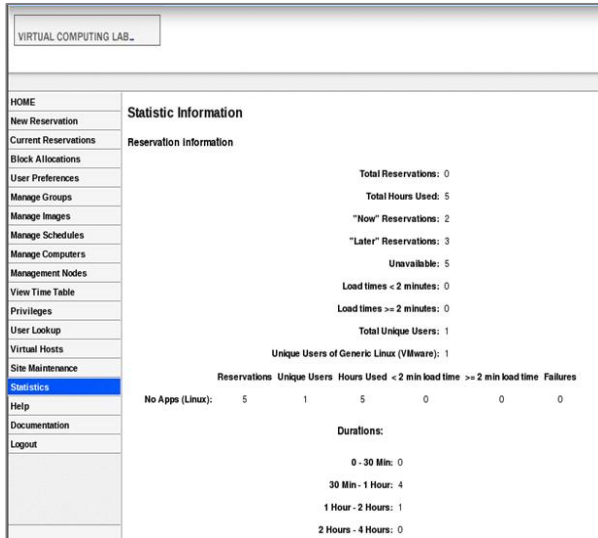 VIRTUAL COMPUTING LAB_
HOME
New Reservation
Current Reservations
Block Allocations
User Preferences
Manage Groups
Manage Images
Manage Schedules
Manage Computers
Management Nodes
View Time Table
Privileges
User Lookup
Virtual Hosts
Site Maintenance
Statistics
Help
Documentation
Logout
Statistic Information
Reservation information
Total Reservations: 0
Total Hours Used: 5
"Now" Reservations: 2
"Later" Reservations: 3
Unavailable: 5
Load times < 2 minutes: 0
Load times >= 2 minutes: 0
Total Unique Users: 1
Unique Users of Generic Linux (VMware): 1
Reservations Unique Users Hours Used < 2 min load time >= 2 min load time Failures
No Apps (Linux): 5 1 5 0 0 0
Durations:
0 - 30 Min: 0
30 Min - 1 Hour: 4
1 Hour - 2 Hours: 1
2 Hours - 4 Hours: 0